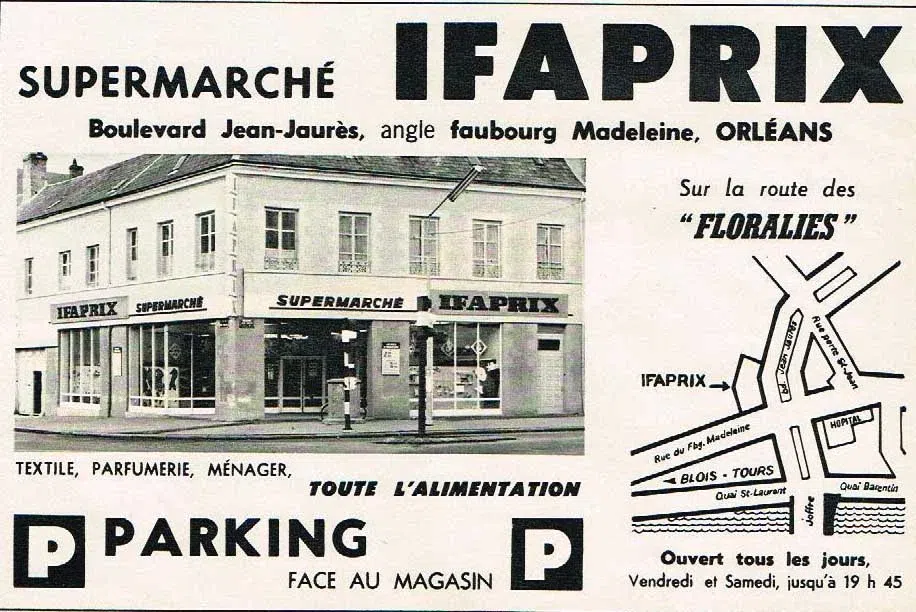 SUPERMARCHÉ IFAPRIX
Boulevard Jean-Jaurès, angle faubourg Madeleine, ORLÉANS
IFAPRIX SUPERMARCHÉ
SUPERMARCHÉ IFAPRIX
TEXTILE, PARFUMERIE, MÉNAGER,
TOUTE L'ALIMENTATION
P PARKING P
FACE AU MAGASIN
Sur la route des
"FLORALIES"
Bd Jean Jaurès
Rue porte St-Jean
IFAPRIX
HOPITAL
Rue du Fbg. Madeleine
BLOIS - TOURS
Quai St-Laurent
Quai Barentin
Joffre
Ouvert tous les jours,
Vendredi et Samedi, jusqu'à 19 h 45